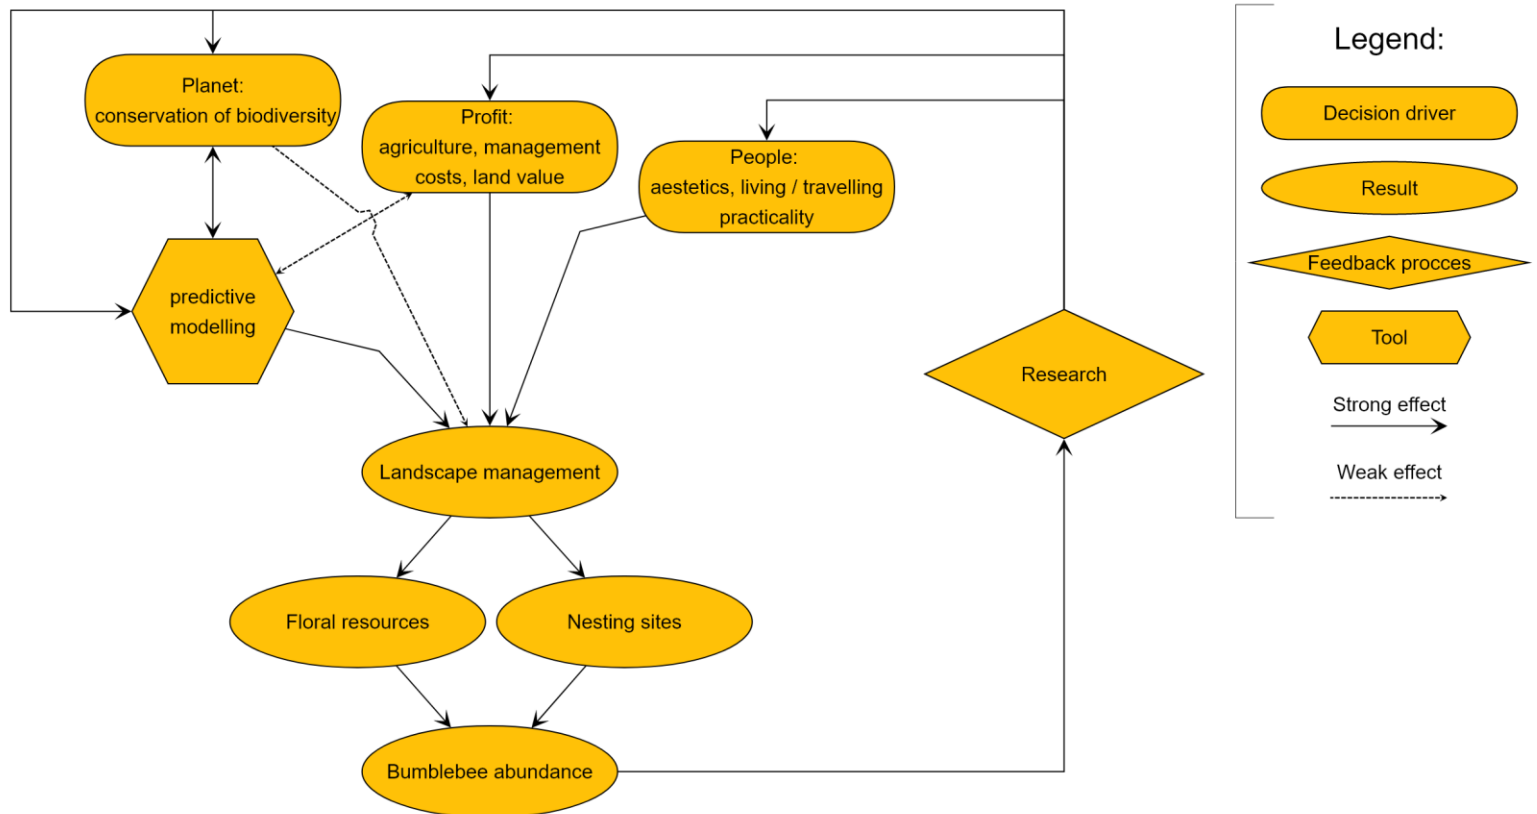 Planet:
conservation of biodiversity
Profit:
agriculture, management
costs, land value
People:
aestetics, living / travelling
practicality
predictive
modelling
Research
Landscape management
Floral resources
Nesting sites
Bumblebee abundance
Legend:
Decision driver
Result
Feedback procces
Tool
Strong effect
Weak effect